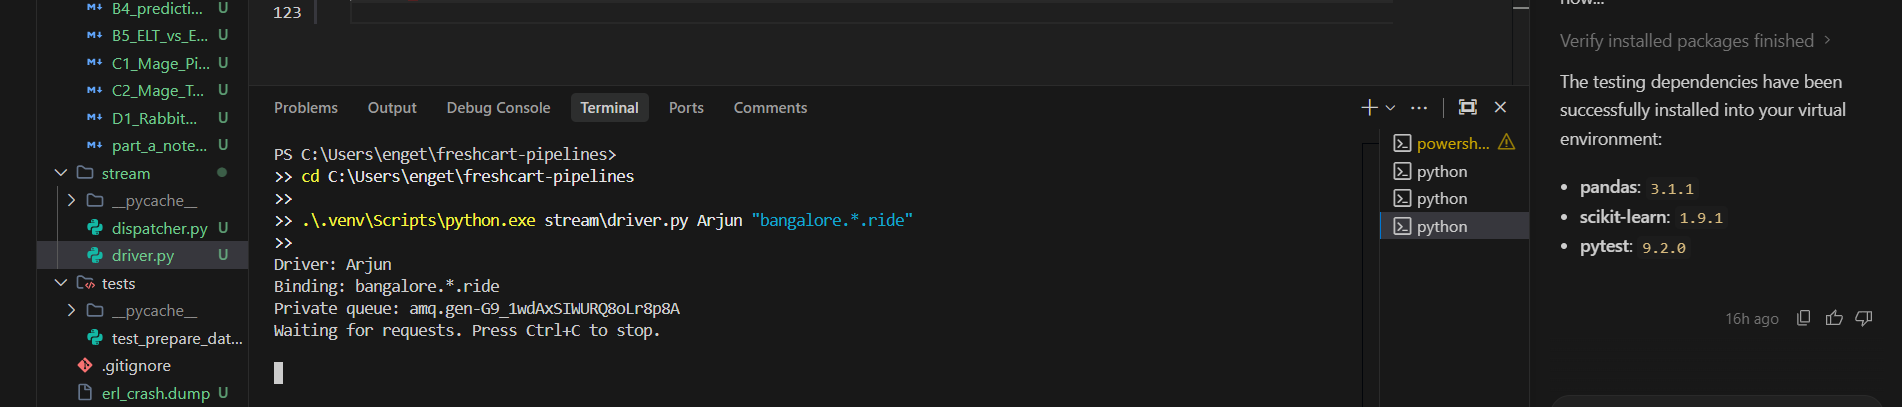 B4_predicti... U
B5_ELT_vs_E... U
C1_Mage_Pi... U
C2_Mage_T... U
D1_Rabbit... U
part_a_note... U
stream
__pycache__
dispatcher.py U
driver.py U
tests
__pycache__
test_prepare_dat...
.gitignore
erl_crash.dump U
123
Problems Output Debug Console Terminal Ports Comments
PS C:\Users\enget\freshcart-pipelines>
>> cd C:\Users\enget\freshcart-pipelines
>>
>> .\.venv\Scripts\python.exe stream\driver.py Arjun "bangalore.*.ride"
>>
Driver: Arjun
Binding: bangalore.*.ride
Private queue: amq.gen-G9_1wdAxSIWURQ8oLr8p8A
Waiting for requests. Press Ctrl+C to stop.
powersh...
python
python
python
now...
Verify installed packages finished >
The testing dependencies have been
successfully installed into your virtual
environment:
• pandas: 3.1.1
• scikit-learn: 1.9.1
• pytest: 9.2.0
16h ago